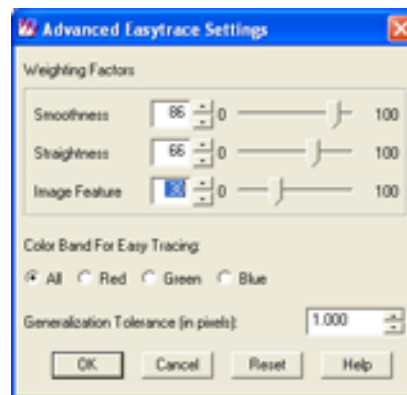 Advanced Easytrace Settings
Weighting Factors
Smoothness 86 0 100
Straightness 66 0 100
Image Feature 30 0 100
Color Band For Easy Tracing:
All Red Green Blue
Generalization Tolerance (in pixels): 1.000
OK Cancel Reset Help